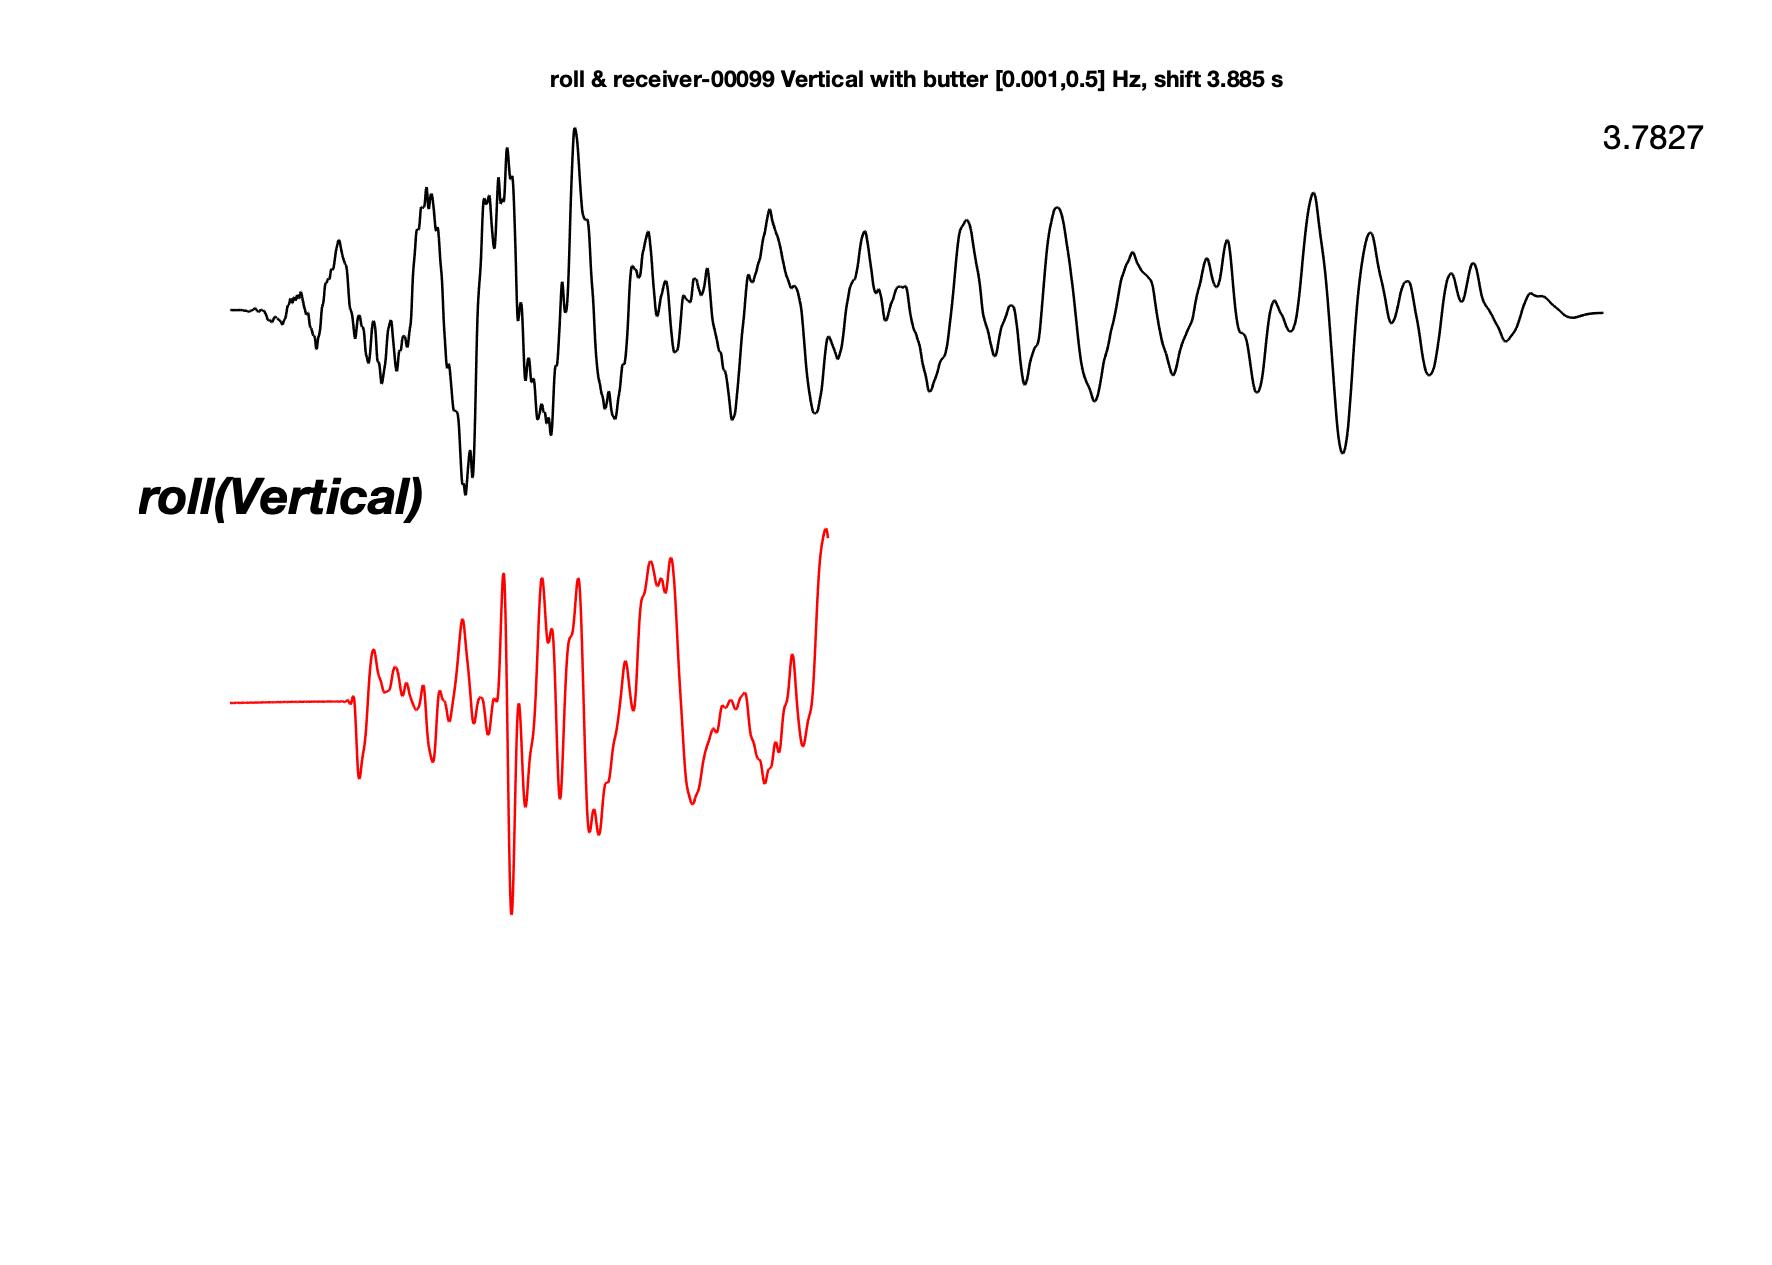 roll & receiver-00099 Vertical with butter [0.001,0.5] Hz, shift 3.885 s
3.7827
roll(Vertical)